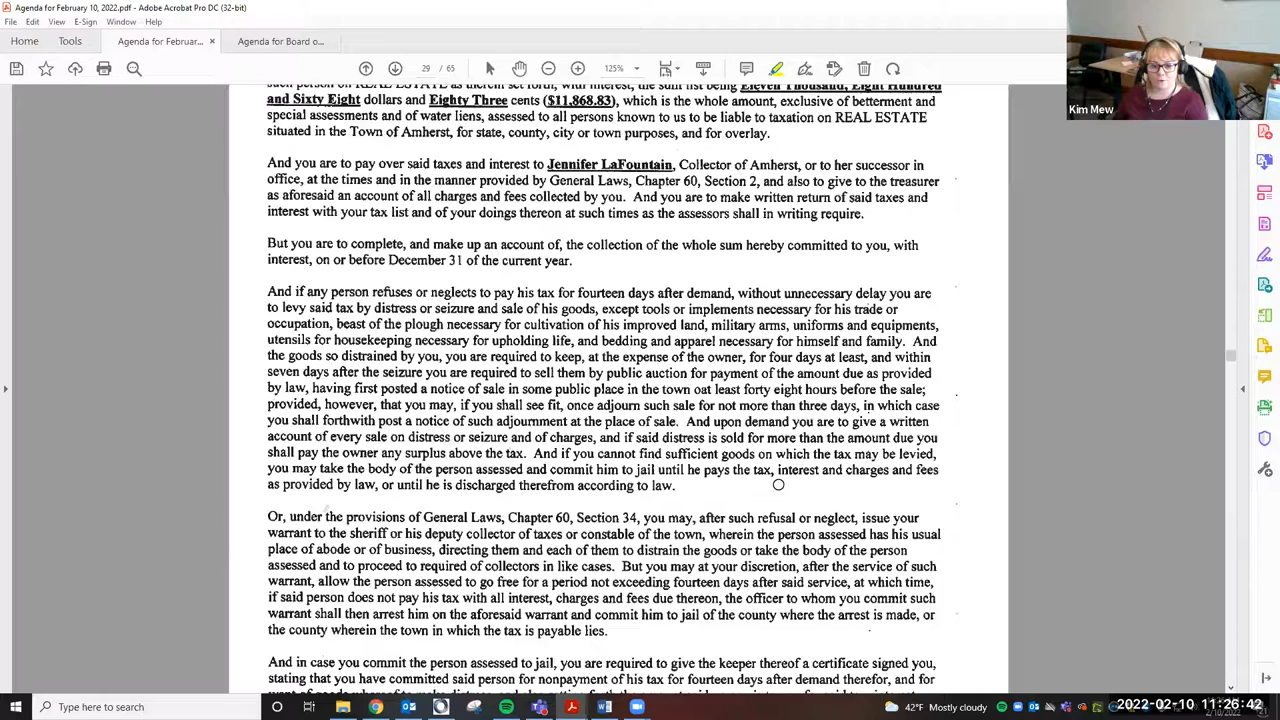 Agenda for February 10, 2022.pdf - Adobe Acrobat Pro DC (32-bit)
File Edit View E-Sign Window Help
Home Tools Agenda for Februar... × Agenda for Board o...
29 / 65 125%
Kim Mew
such person on REAL ESTATE as therein set forth, with interest, the sum list being Eleven Thousand, Eight Hundred
and Sixty Eight dollars and Eighty Three cents ($11,868.83), which is the whole amount, exclusive of betterment and
special assessments and of water liens, assessed to all persons known to us to be liable to taxation on REAL ESTATE
situated in the Town of Amherst, for state, county, city or town purposes, and for overlay.
And you are to pay over said taxes and interest to Jennifer LaFountain, Collector of Amherst, or to her successor in
office, at the times and in the manner provided by General Laws, Chapter 60, Section 2, and also to give to the treasurer
as aforesaid an account of all charges and fees collected by you. And you are to make written return of said taxes and
interest with your tax list and of your doings thereon at such times as the assessors shall in writing require.
But you are to complete, and make up an account of, the collection of the whole sum hereby committed to you, with
interest, on or before December 31 of the current year.
And if any person refuses or neglects to pay his tax for fourteen days after demand, without unnecessary delay you are
to levy said tax by distress or seizure and sale of his goods, except tools or implements necessary for his trade or
occupation, beast of the plough necessary for cultivation of his improved land, military arms, uniforms and equipments,
utensils for housekeeping necessary for upholding life, and bedding and apparel necessary for himself and family. And
the goods so distrained by you, you are required to keep, at the expense of the owner, for four days at least, and within
seven days after the seizure you are required to sell them by public auction for payment of the amount due as provided
by law, having first posted a notice of sale in some public place in the town oat least forty eight hours before the sale;
provided, however, that you may, if you shall see fit, once adjourn such sale for not more than three days, in which case
you shall forthwith post a notice of such adjournment at the place of sale. And upon demand you are to give a written
account of every sale on distress or seizure and of charges, and if said distress is sold for more than the amount due you
shall pay the owner any surplus above the tax. And if you cannot find sufficient goods on which the tax may be levied,
you may take the body of the person assessed and commit him to jail until he pays the tax, interest and charges and fees
as provided by law, or until he is discharged therefrom according to law.
Or, under the provisions of General Laws, Chapter 60, Section 34, you may, after such refusal or neglect, issue your
warrant to the sheriff or his deputy collector of taxes or constable of the town, wherein the person assessed has his usual
place of abode or of business, directing them and each of them to distrain the goods or take the body of the person
assessed and to proceed to required of collectors in like cases. But you may at your discretion, after the service of such
warrant, allow the person assessed to go free for a period not exceeding fourteen days after said service, at which time,
if said person does not pay his tax with all interest, charges and fees due thereon, the officer to whom you commit such
warrant shall then arrest him on the aforesaid warrant and commit him to jail of the county where the arrest is made, or
the county wherein the town in which the tax is payable lies.
And in case you commit the person assessed to jail, you are required to give the keeper thereof a certificate signed you,
stating that you have committed said person for nonpayment of his tax for fourteen days after demand therefor, and for
Type here to search 42°F Mostly cloudy 2022-02-10 11:26:42